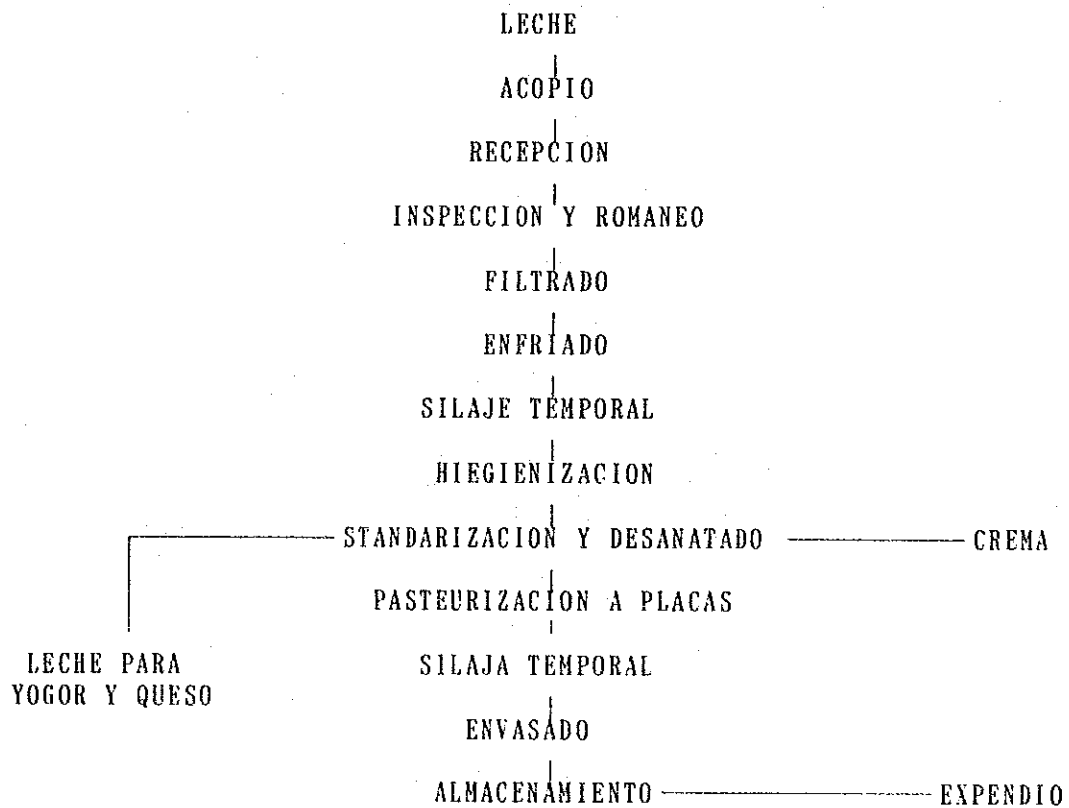 LECHE
ACOPIO
RECEPCION
INSPECCION Y ROMANEO
FILTRADO
ENFRIADO
SILAJE TEMPORAL
HIEGIENIZACION
STANDARIZACION Y DESANATADO
CREMA
PASTEURIZACION A PLACAS
LECHE PARA
YOGOR Y QUESO
SILAJA TEMPORAL
ENVASADO
ALMACENAMIENTO
EXPENDIO